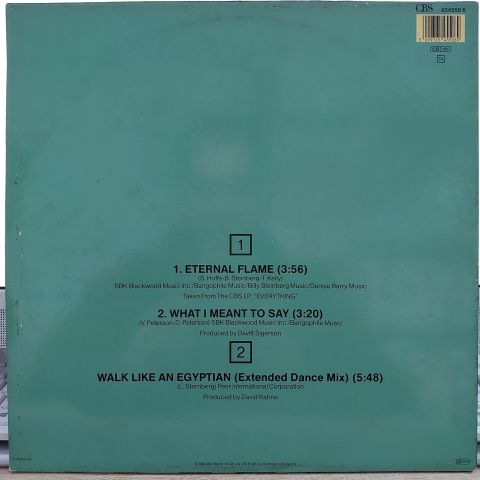 CBS 654550 6
CB 191
1
1. ETERNAL FLAME (3:56)
(S. Hoffs-B. Steinberg-T. Kelly)
SBK Blackwood Music Inc./Bangophile Music/Billy Steinberg Music/Denise Barry Music
Taken From The CBS LP: "EVERYTHING"
2. WHAT I MEANT TO SAY (3:20)
(V. Peterson-D. Peterson) SBK Blackwood Music Inc./Bangophile Music
Produced by Davitt Sigerson
2
WALK LIKE AN EGYPTIAN (Extended Dance Mix) (5:48)
(L. Sternberg) Peer International Corporation
Produced by David Kahne